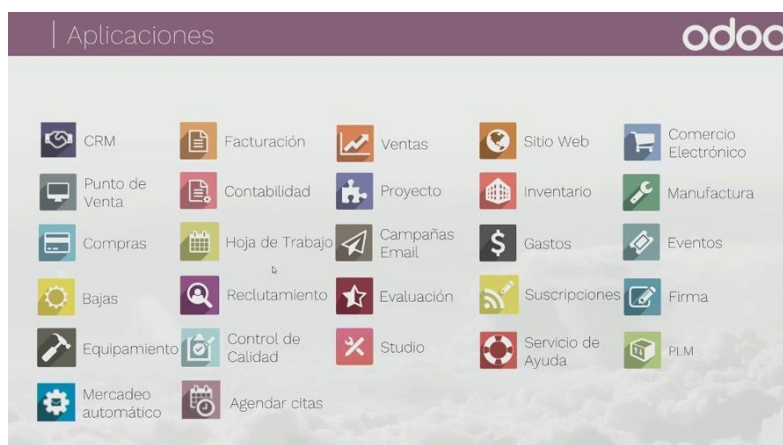 Aplicaciones
odoo
CRM
Facturación
Ventas
Sitio Web
Comercio
Electrónico
Punto de
Venta
Contabilidad
Proyecto
Inventario
Manufactura
Compras
Hoja de Trabajo
Campañas
Email
Gastos
Eventos
Bajas
Reclutamiento
Evaluación
Suscripciones
Firma
Equipamiento
Control de
Calidad
Studio
Servicio de
Ayuda
PLM
Mercadeo
automático
Agendar citas